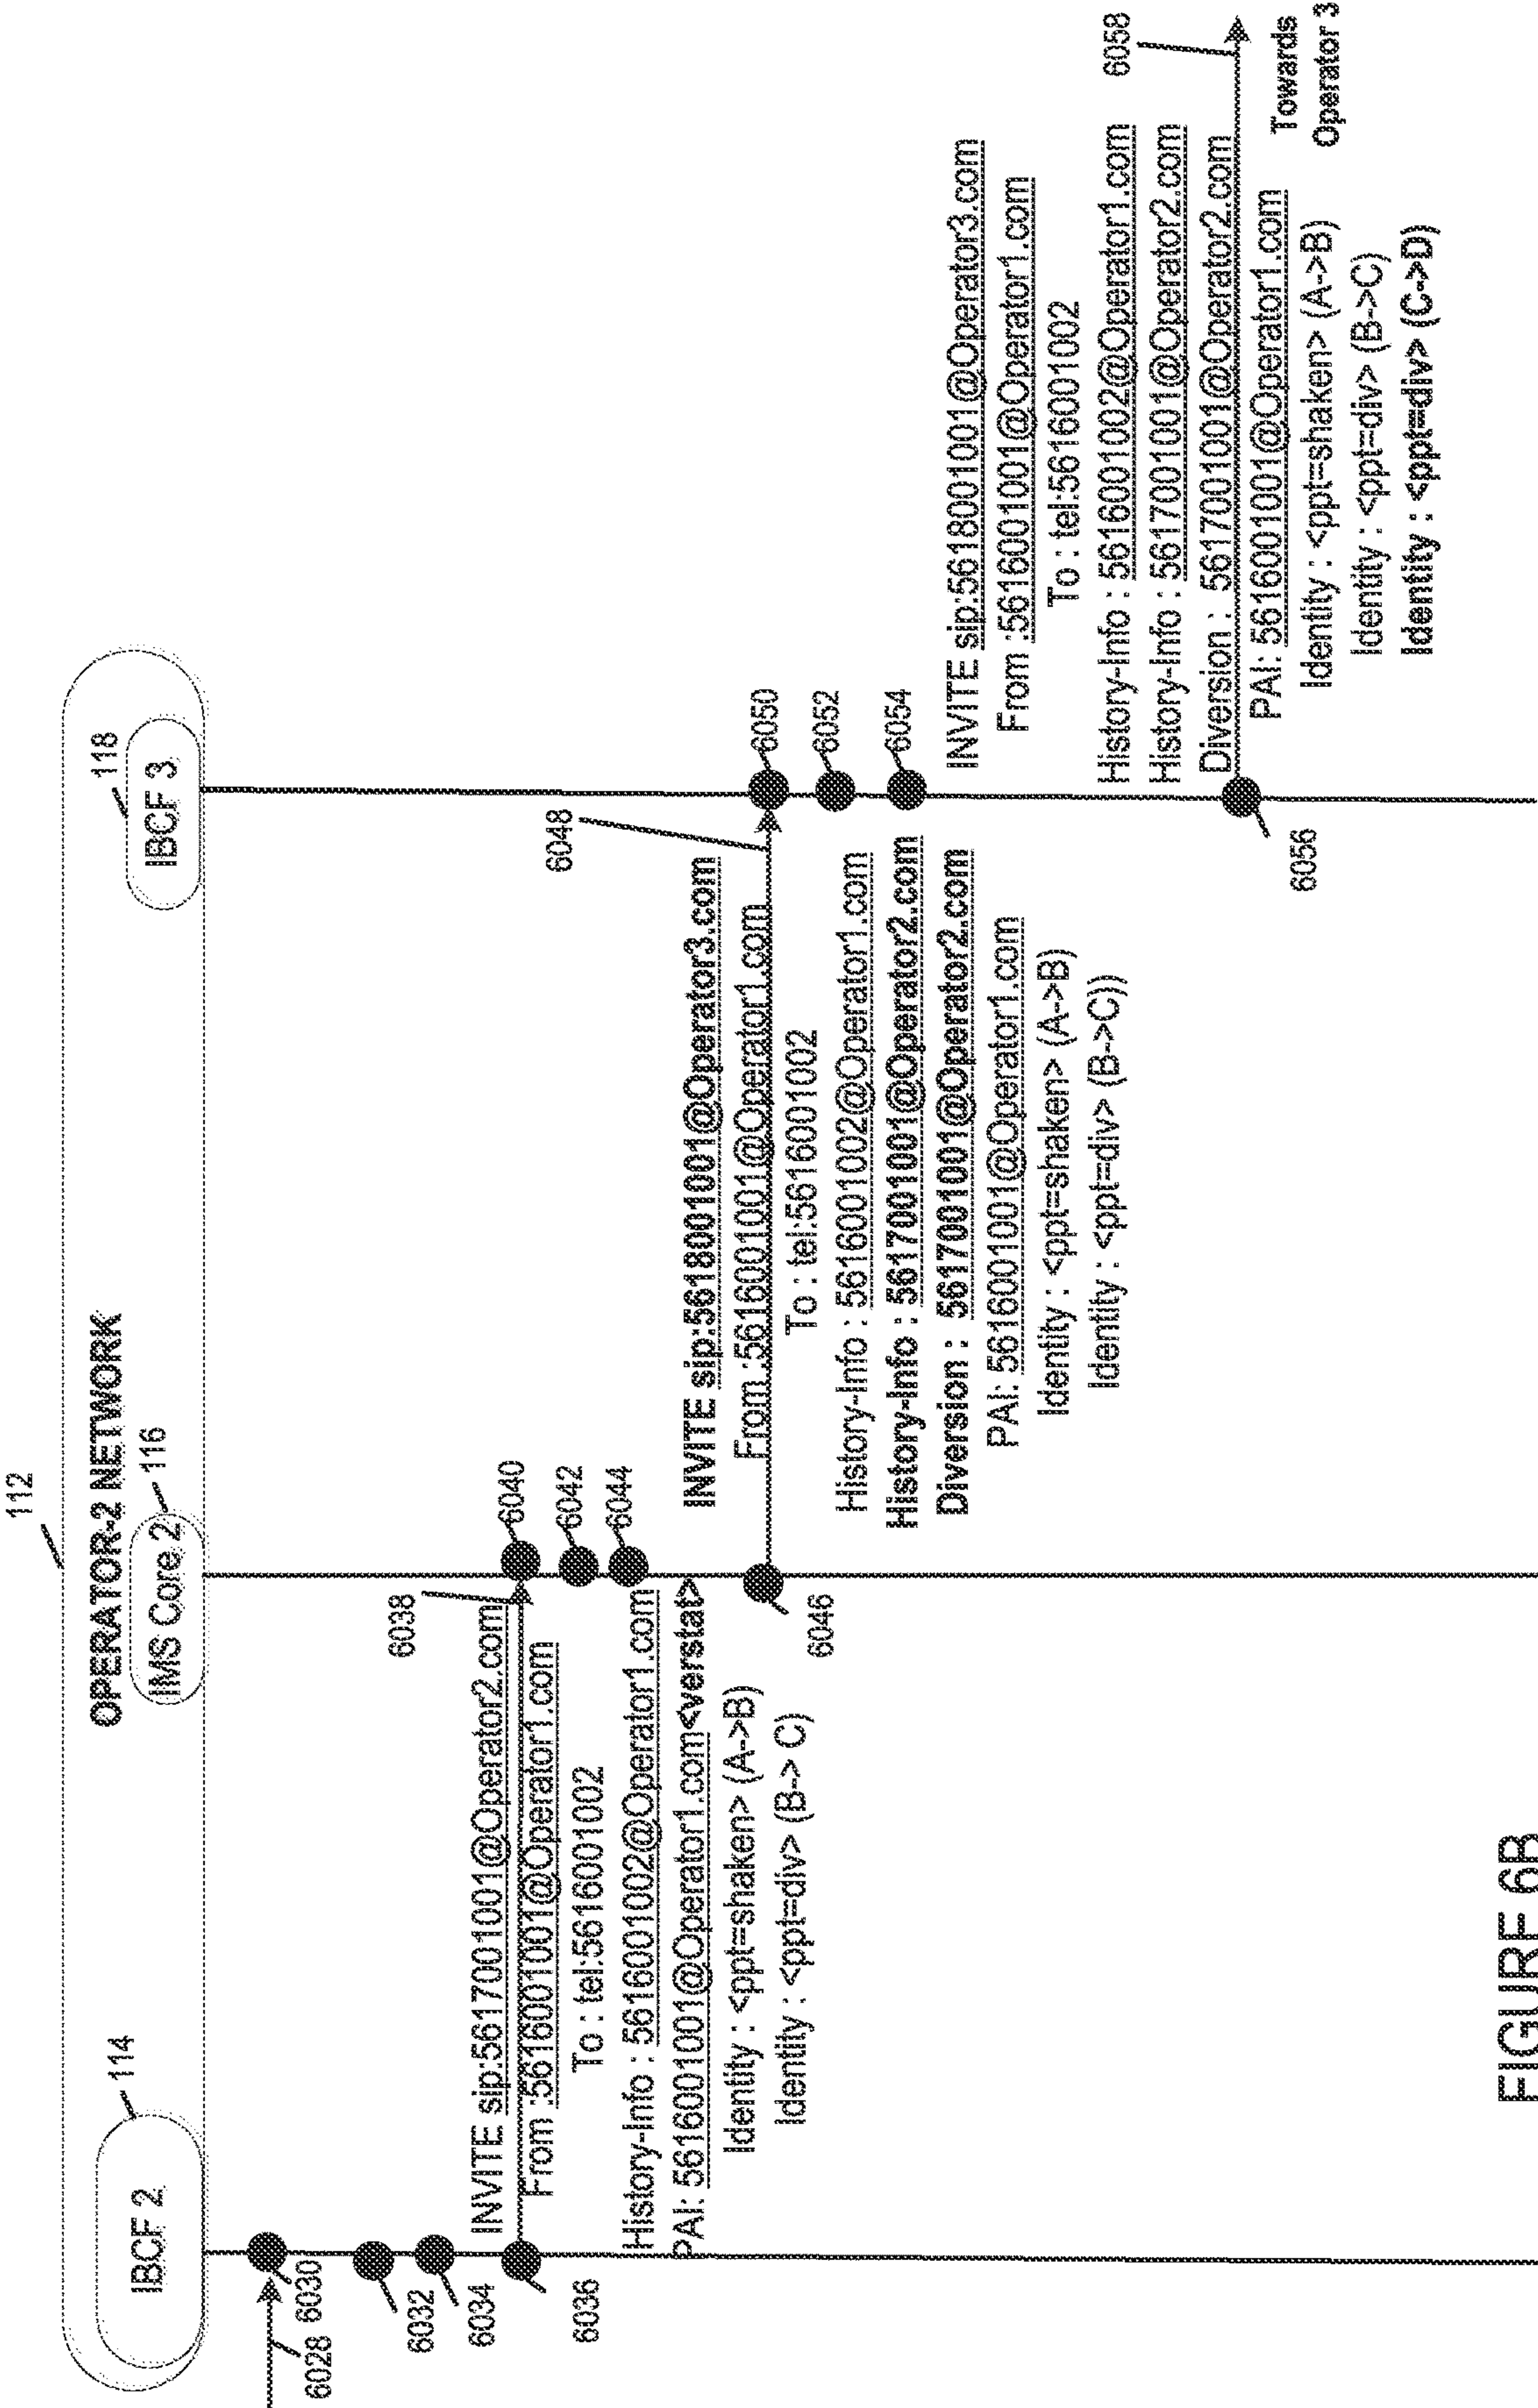 112
OPERATOR-2 NETWORK
114
IBCF 2
IMS Core 2
116
118
IBCF 3
6028
6030
6032
6034
6036
INVITE sip:5617001001@Operator2.com
From :5616001001@Operator1.com
To : tel:5616001002
History-Info : 5616001002@Operator1.com
PAI: 5616001001@Operator1.com<verstat>
Identity : <ppt=shaken> (A->B)
Identity : <ppt=div> (B-> C)
6038
6040
6042
6044
6046
INVITE sip:5618001001@Operator3.com
From :5616001001@Operator1.com
To : tel:5616001002
History-Info : 5616001002@Operator1.com
History-Info : 5617001001@Operator2.com
Diversion : 5617001001@Operator2.com
PAI: 5616001001@Operator1.com
Identity : <ppt=shaken> (A->B)
Identity : <ppt=div> (B->C))
6048
6050
6052
6054
6056
INVITE sip:5618001001@Operator3.com
From :5616001001@Operator1.com
To : tel:5616001002
History-Info : 5616001002@Operator1.com
History-Info : 5617001001@Operator2.com
Diversion : 5617001001@Operator2.com
PAI: 5616001001@Operator1.com
Identity : <ppt=shaken> (A->B)
Identity : <ppt=div> (B->C)
Identity : <ppt=div> (C->D)
6058
Towards
Operator 3
FIGURE 6B